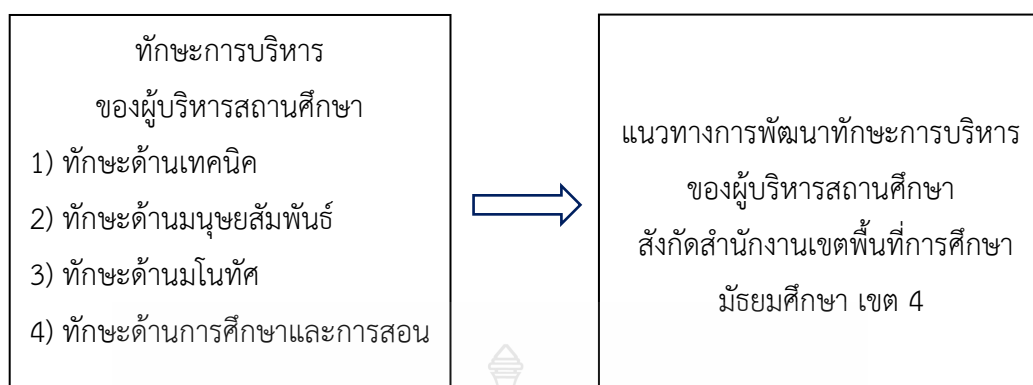 ทักษะการบริหาร
ของผู้บริหารสถานศึกษา
1) ทักษะด้านเทคนิค
2) ทักษะด้านมนุษยสัมพันธ์
3) ทักษะด้านมโนทัศ
4) ทักษะด้านการศึกษาและการสอน
แนวทางการพัฒนาทักษะการบริหาร
ของผู้บริหารสถานศึกษา
สังกัดสำนักงานเขตพื้นที่การศึกษา
มัธยมศึกษา เขต 4